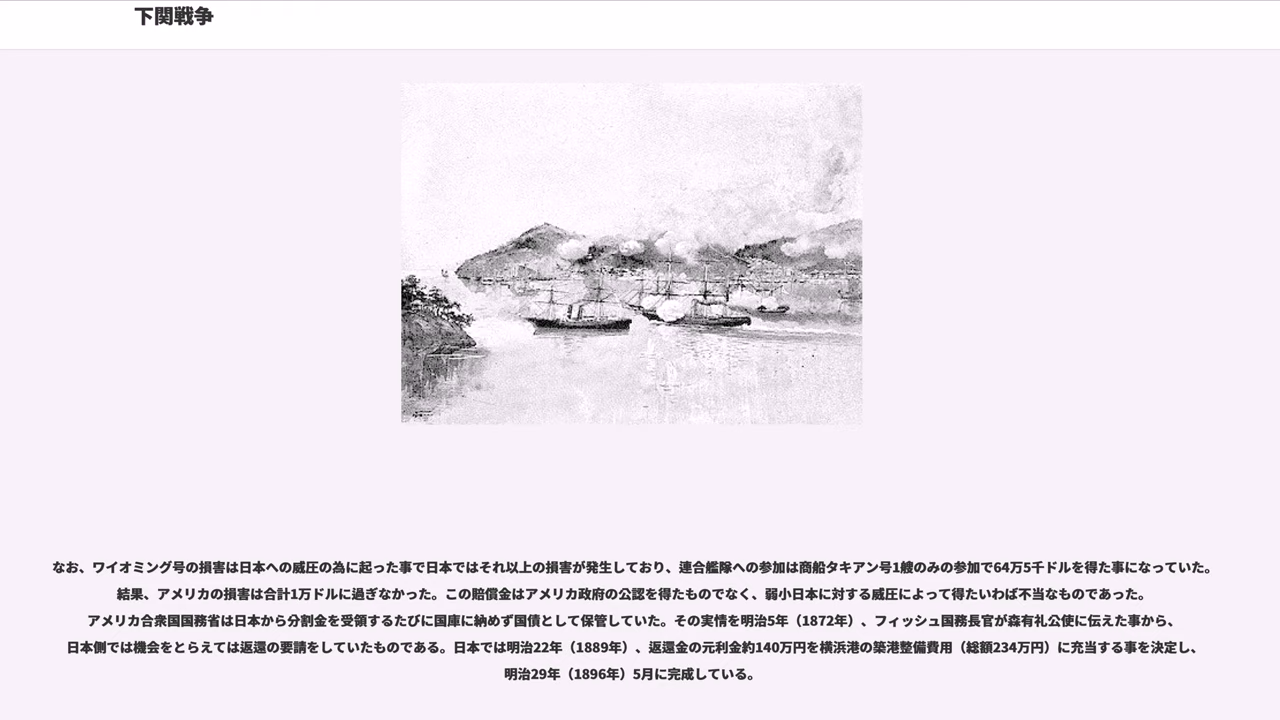 下関戦争
なお、ワイオミング号の損害は日本への威圧の為に起った事で日本ではそれ以上の損害が発生しており、連合艦隊への参加は商船タキアン号1艘のみの参加で64万5千ドルを得た事になっていた。
結果、アメリカの損害は合計1万ドルに過ぎなかった。この賠償金はアメリカ政府の公認を得たものでなく、弱小日本に対する威圧によって得たいわば不当なものであった。
アメリカ合衆国国務省は日本から分割金を受領するたびに国庫に納めず国債として保管していた。その実情を明治5年（1872年）、フィッシュ国務長官が森有礼公使に伝えた事から、
日本側では機会をとらえては返還の要請をしていたものである。日本では明治22年（1889年）、返還金の元利金約140万円を横浜港の築港整備費用（総額234万円）に充当する事を決定し、
明治29年（1896年）5月に完成している。